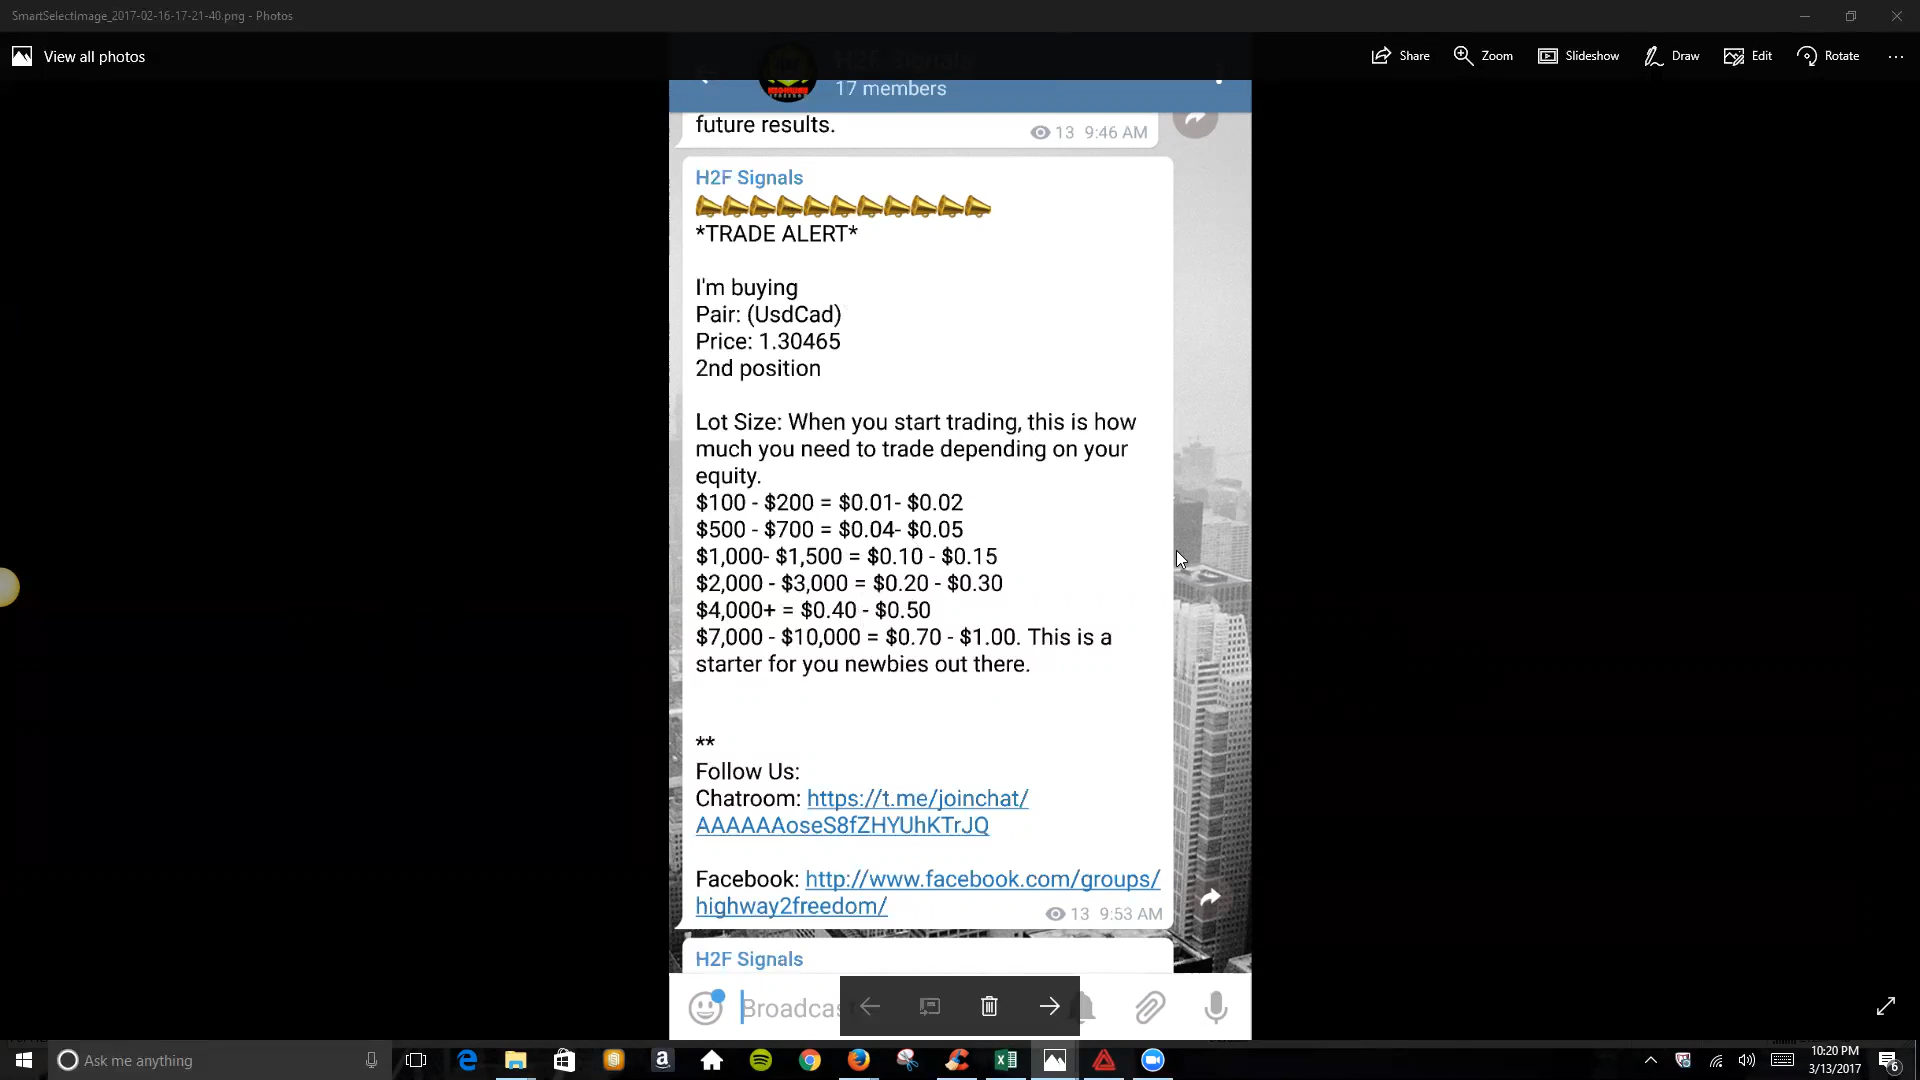 SmartSelectImage_2017-02-16-17-21-40.png - Photos
View all photos
Share
Zoom
Slideshow
Draw
Edit
Rotate
H2F Signals
17 members
future results.
13 9:46 AM
H2F Signals
*TRADE ALERT*
I'm buying
Pair: (UsdCad)
Price: 1.30465
2nd position
Lot Size: When you start trading, this is how
much you need to trade depending on your
equity.
$100 - $200 = $0.01- $0.02
$500 - $700 = $0.04- $0.05
$1,000- $1,500 = $0.10 - $0.15
$2,000 - $3,000 = $0.20 - $0.30
$4,000+ = $0.40 - $0.50
$7,000 - $10,000 = $0.70 - $1.00. This is a
starter for you newbies out there.
**
Follow Us:
Chatroom: https://t.me/joinchat/
AAAAAAoseS8fZHYUhKTrJQ
Facebook: http://www.facebook.com/groups/
highway2freedom/
13 9:53 AM
H2F Signals
Broadcas
Ask me anything
10:20 PM
3/13/2017
6